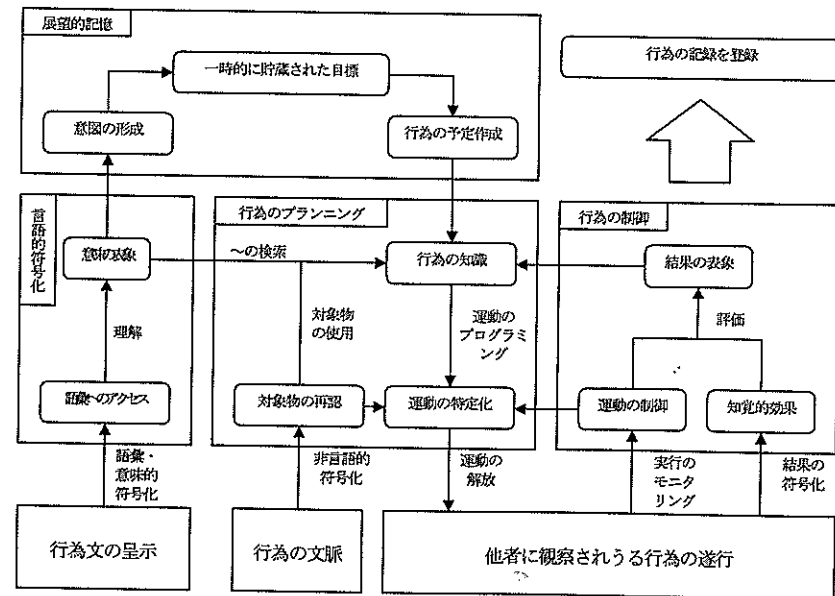 展望的記憶
一時的に貯蔵された目標
意図の形成
行為の予定作成
行為の記録を登録
言語的符号化
意味の表象
理解
語彙へのアクセス
行為のプランニング
～の検索
行為の知識
対象物
の使用
運動の
プログラミ
ング
対象物の再認
運動の特定化
行為の制御
結果の表象
評価
運動の制御
知覚的効果
語彙・
意味的
符号化
非言語的
符号化
運動の
解放
実行の
モニタ
リング
結果の
符号化
行為文の呈示
行為の文脈
他者に観察されうる行為の遂行